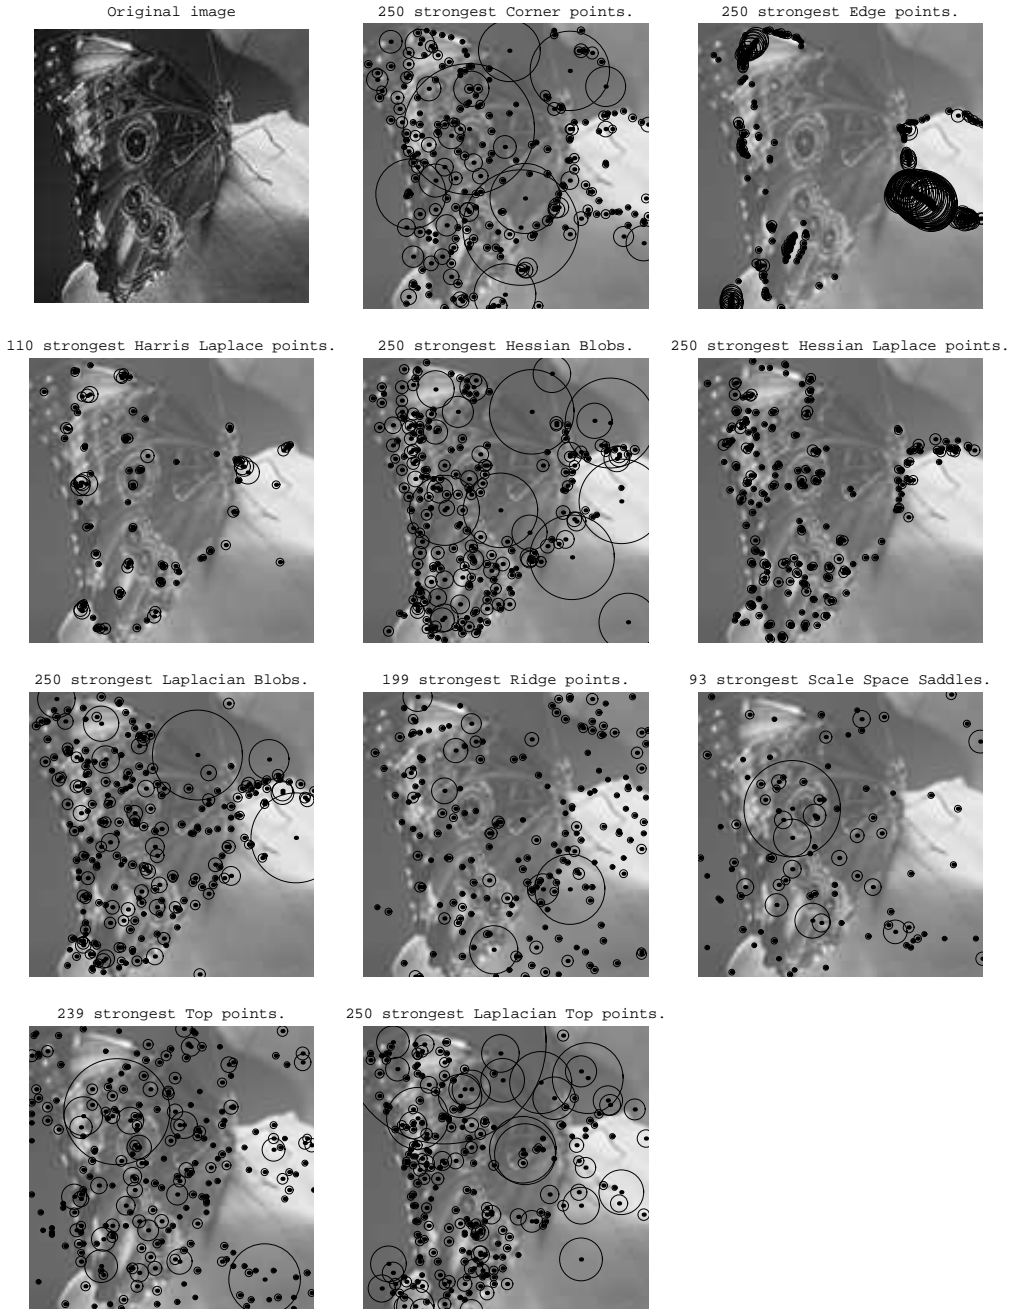 Original image
250 strongest Corner points.
250 strongest Edge points.
110 strongest Harris Laplace points.
250 strongest Hessian Blobs.
250 strongest Hessian Laplace points.
250 strongest Laplacian Blobs.
199 strongest Ridge points.
93 strongest Scale Space Saddles.
239 strongest Top points.
250 strongest Laplacian Top points.